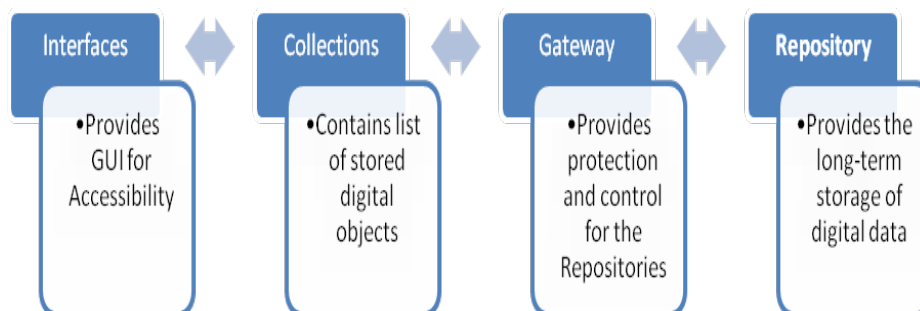 Interfaces
•Provides
GUI for
Accessibility
Collections
•Contains list
of stored
digital
objects
Gateway
•Provides
protection
and control
for the
Repositories
Repository
•Provides the
long-term
storage of
digital data